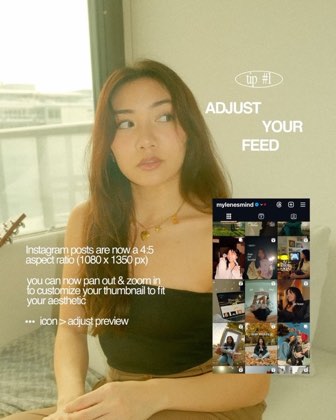 tip #1
ADJUST
YOUR
FEED
mylenesmind
Instagram posts are now a 4:5
aspect ratio (1080 x 1350 px)
you can now pan out & zoom in
to customize your thumbnail to fit
your aesthetic
••• icon > adjust preview